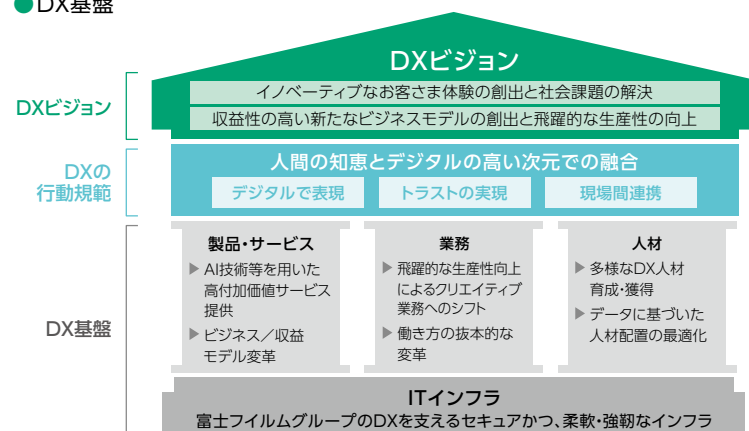 ●DX基盤
DXビジョン
イノベーティブなお客さま体験の創出と社会課題の解決
収益性の高い新たなビジネスモデルの創出と飛躍的な生産性の向上
DXビジョン
人間の知恵とデジタルの高い次元での融合
デジタルで表現
トラストの実現
現場間連携
DXの
行動規範
製品・サービス
▶ AI技術等を用いた
高付加価値サービス
提供
▶ ビジネス／収益
モデル変革
業務
▶ 飛躍的な生産性向上
によるクリエイティブ
業務へのシフト
▶ 働き方の抜本的な
変革
人材
▶ 多様なDX人材
育成・獲得
▶ データに基づいた
人材配置の最適化
DX基盤
ITインフラ
富士フイルムグループのDXを支えるセキュアかつ、柔軟・強靭なインフラ